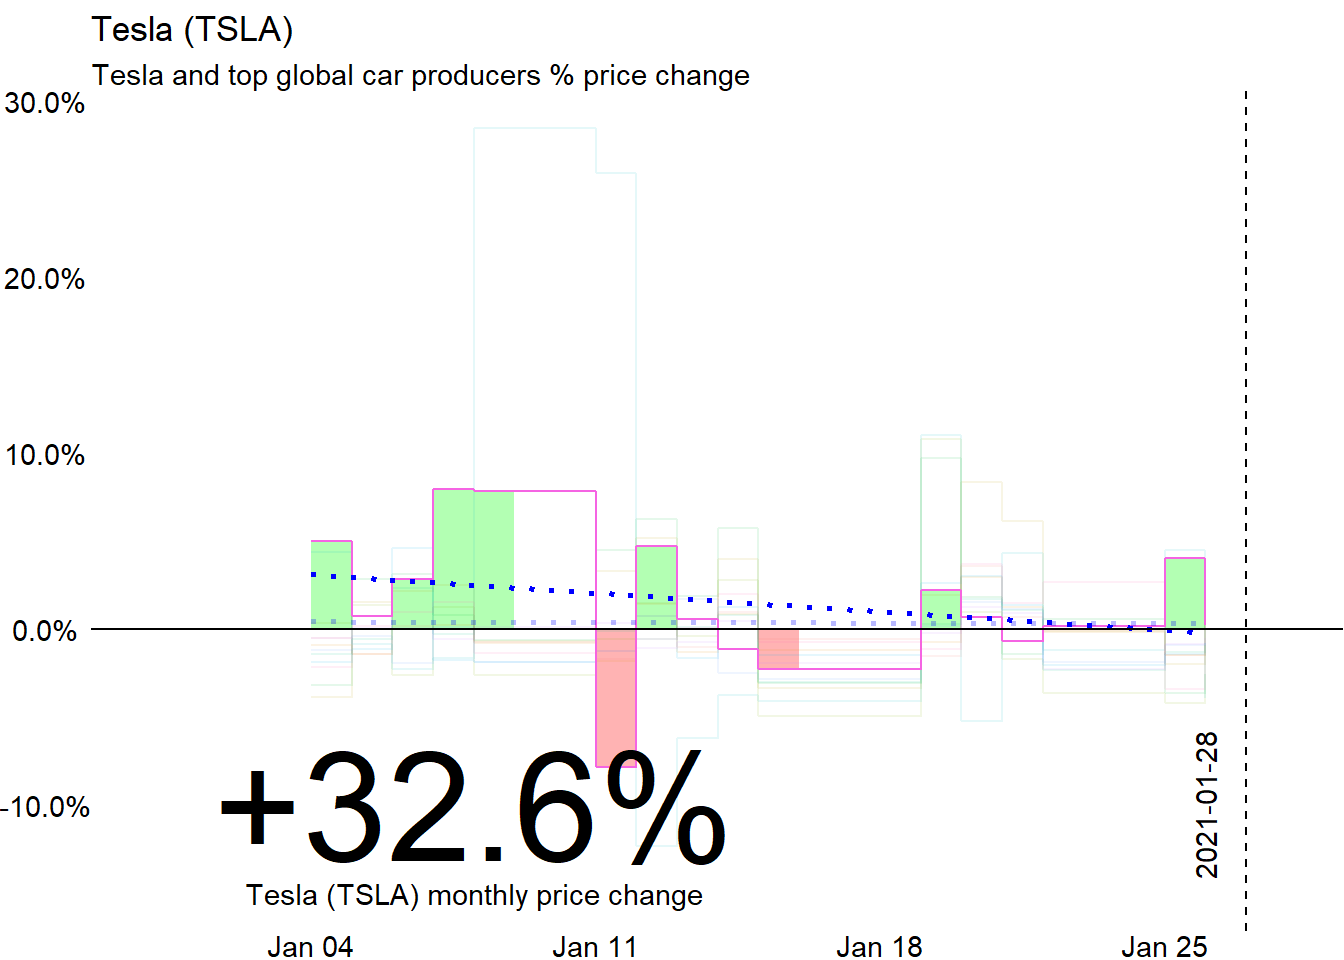 Tesla (TSLA)
Tesla and top global car producers % price change
30.0%
20.0%
10.0%
0.0%
-10.0%
+32.6%
Tesla (TSLA) monthly price change
2021-01-28
Jan 04 Jan 11 Jan 18 Jan 25